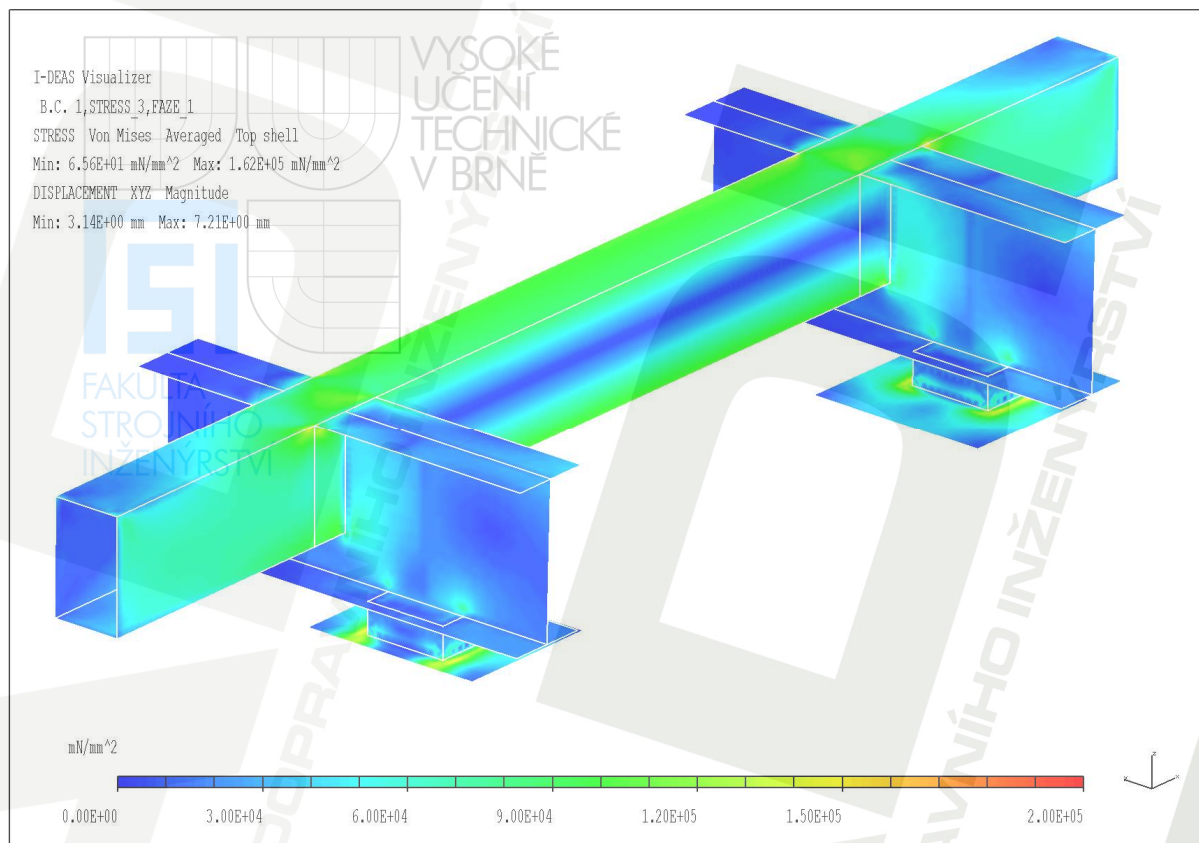 VYSOKÉ
UČENÍ
TECHNICKÉ
V BRNĚ
I-DEAS Visualizer
B.C. 1,STRESS_3,FAZE_1
STRESS Von Mises Averaged Top shell
Min: 6.56E+01 mN/mm^2 Max: 1.62E+05 mN/mm^2
DISPLACEMENT XYZ Magnitude
Min: 3.14E+00 mm Max: 7.21E+00 mm
FAKULTA
STROJNÍHO
INŽENÝRSTVÍ
mN/mm^2
0.00E+00 3.00E+04 6.00E+04 9.00E+04 1.20E+05 1.50E+05 2.00E+05